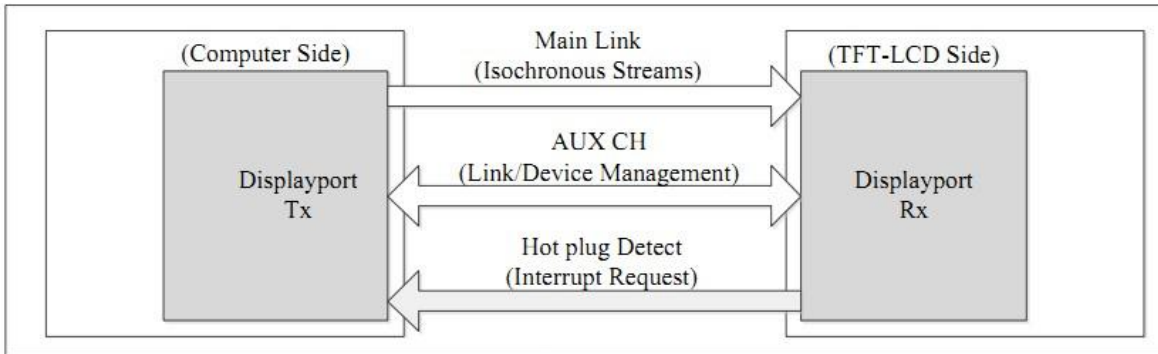 (Computer Side)
Main Link
(Isochronous Streams)
(TFT-LCD Side)
AUX CH
(Link/Device Management)
Displayport
Tx
Displayport
Rx
Hot plug Detect
(Interrupt Request)